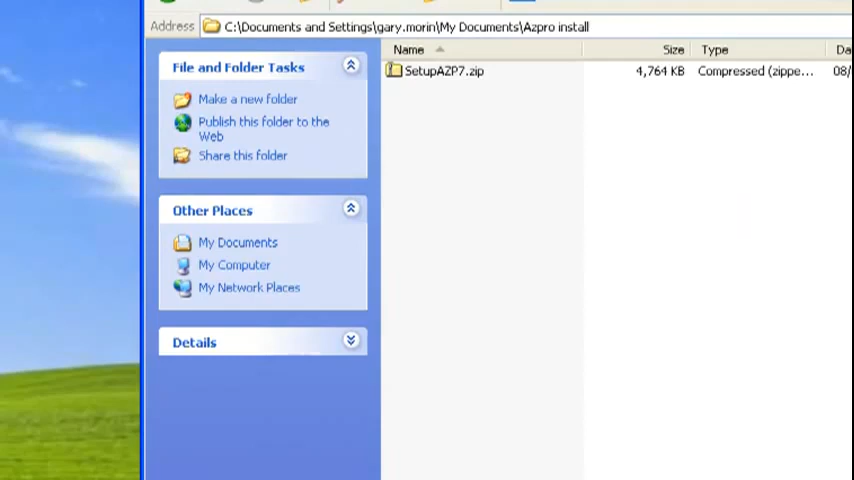 Address C:\Documents and Settings\gary.morin\My Documents\Azpro install
Name Size Type Da
File and Folder Tasks
SetupAZP7.zip 4,764 KB Compressed (zippe... 08/
Make a new folder
Publish this folder to the
Web
Share this folder
Other Places
My Documents
My Computer
My Network Places
Details